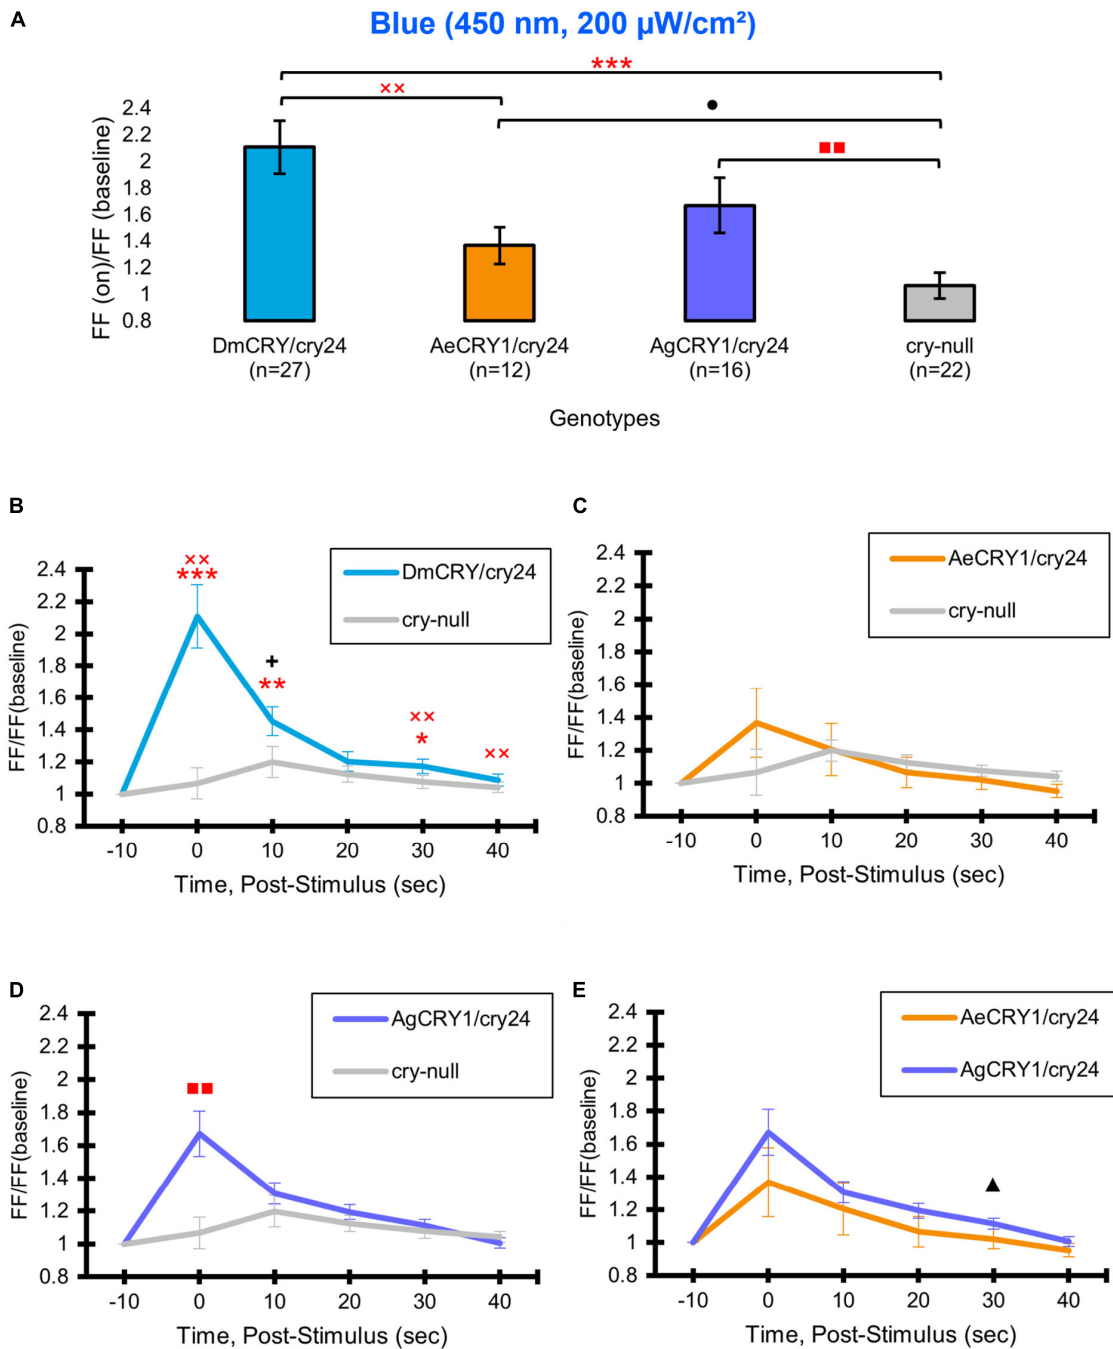 A
Blue (450 nm, 200 µW/cm²)
***
××
•
■■
FF (on)/FF (baseline)
2.4
2.2
2
1.8
1.6
1.4
1.2
1
0.8
DmCRY/cry24
(n=27)
AeCRY1/cry24
(n=12)
AgCRY1/cry24
(n=16)
cry-null
(n=22)
Genotypes
B
FF/FF(baseline)
2.4
2.2
2
1.8
1.6
1.4
1.2
1
0.8
××
***
+
**
××
*
××
DmCRY/cry24
cry-null
-10 0 10 20 30 40
Time, Post-Stimulus (sec)
C
FF/FF(baseline)
2.4
2.2
2
1.8
1.6
1.4
1.2
1
0.8
AeCRY1/cry24
cry-null
-10 0 10 20 30 40
Time, Post-Stimulus (sec)
D
FF/FF(baseline)
2.4
2.2
2
1.8
1.6
1.4
1.2
1
0.8
■■
AgCRY1/cry24
cry-null
-10 0 10 20 30 40
Time, Post-Stimulus (sec)
E
FF/FF(baseline)
2.4
2.2
2
1.8
1.6
1.4
1.2
1
0.8
▲
AeCRY1/cry24
AgCRY1/cry24
-10 0 10 20 30 40
Time, Post-Stimulus (sec)